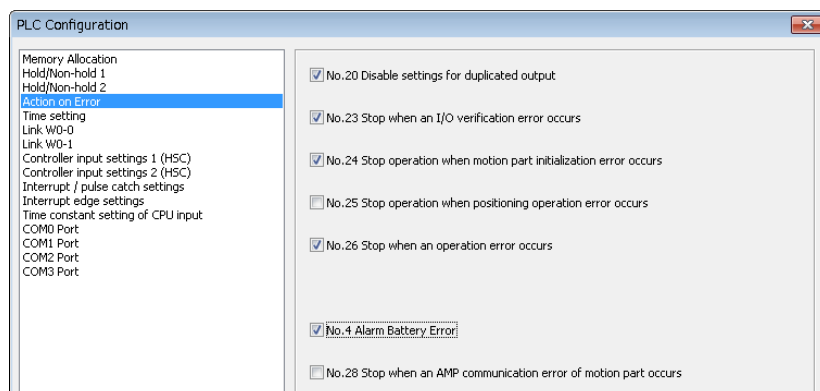 PLC Configuration
Memory Allocation
Hold/Non-hold 1
Hold/Non-hold 2
Action on Error
Time setting
Link W0-0
Link W0-1
Controller input settings 1 (HSC)
Controller input settings 2 (HSC)
Interrupt / pulse catch settings
Interrupt edge settings
Time constant setting of CPU input
COM0 Port
COM1 Port
COM2 Port
COM3 Port
No.20 Disable settings for duplicated output
No.23 Stop when an I/O verification error occurs
No.24 Stop operation when motion part initialization error occurs
No.25 Stop operation when positioning operation error occurs
No.26 Stop when an operation error occurs
No.4 Alarm Battery Error
No.28 Stop when an AMP communication error of motion part occurs